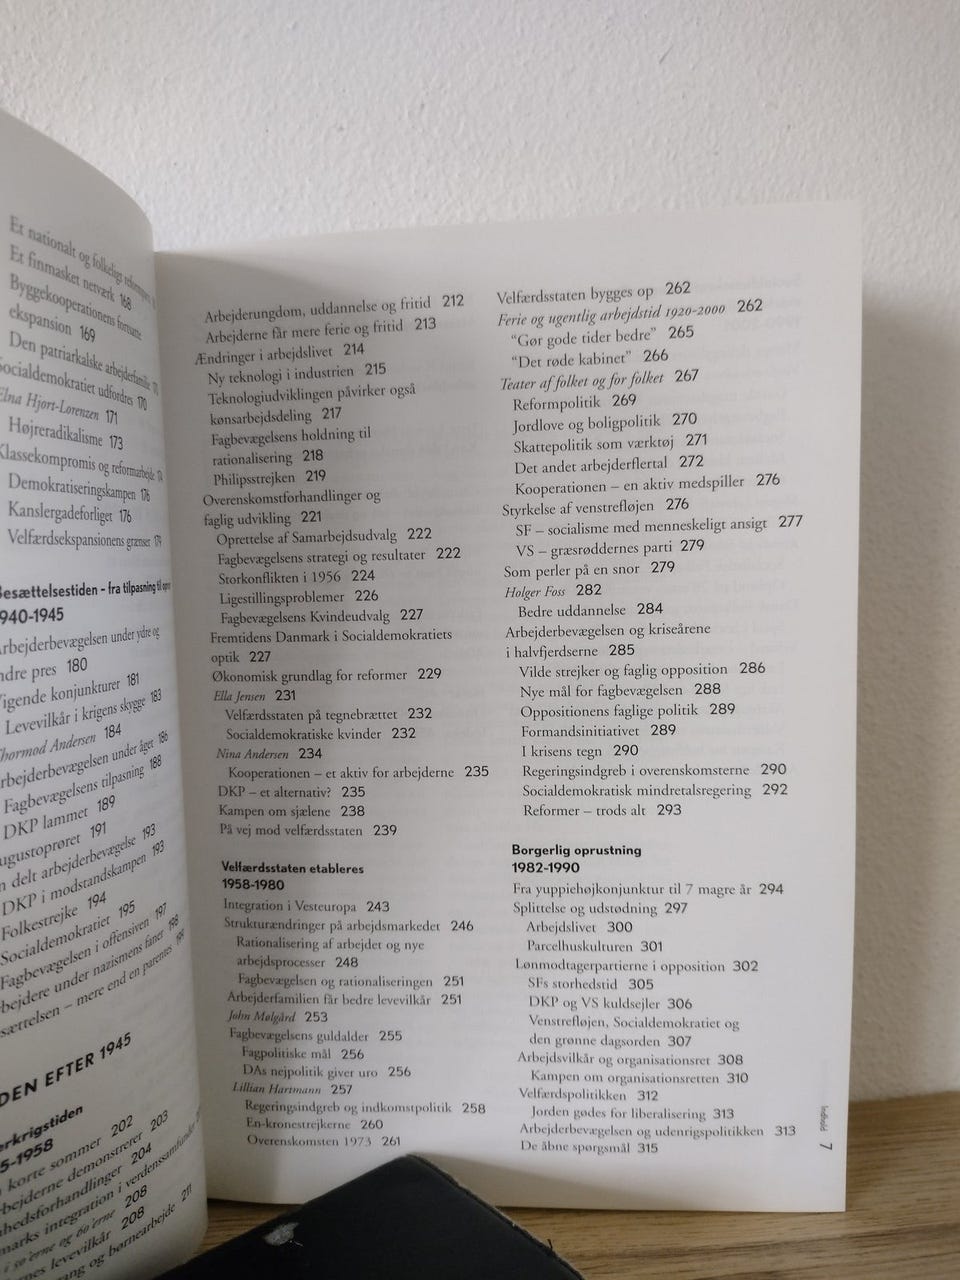 Et nationalt og folkeligt
Et finmasket netværk 168
Byggekooperationens fortsatte
ekspansion 169
Den patriarkalske arbejderfamilie
Socialdemokratiet udfordres 170
Elna Hjort-Lorenzen 171
Højreradikalisme 173
Klassekompromis og reformarbejde
Demokratiseringskampen 176
Kanslergadeforliget 176
Velfærdsekspansionens grænser 179
Besættelsestiden – fra tilpasning til
1940-1945
Arbejderbevægelsen under ydre og
indre pres 180
Vigende konjunkturer 181
Levevilkår i krigens skygge 183
Thormod Andersen 184
Arbejderbevægelsen under åget 186
Fagbevægelsens tilpasning 188
DKP lammet 189
Augustoprøret 191
En delt arbejderbevægelse 193
DKP i modstandskampen 193
Folkestrejke 194
Socialdemokratiet 195
Fagbevægelsen i offensiven 197
Arbejdere under nazismens faner 198
Besættelsen – mere end en parentes 199
DEN EFTER 1945
erkrigstiden
5-1958
korte sommer 202
bejderne demonstrerer 203
hedsforhandlinger 204
marks integration i verdenssamfundet
i 50'erne og 60'erne 208
rnes levevilkår 208
ang og børnearbejde 211
Arbejderungdom, uddannelse og fritid 212
Arbejderne får mere ferie og fritid 213
Ændringer i arbejdslivet 214
Ny teknologi i industrien 215
Teknologiudviklingen påvirker også
kønsarbejdsdeling 217
Fagbevægelsens holdning til
rationalisering 218
Philipsstrejken 219
Overenskomstforhandlinger og
faglig udvikling 221
Oprettelse af Samarbejdsudvalg 222
Fagbevægelsens strategi og resultater 222
Storkonflikten i 1956 224
Ligestillingsproblemer 226
Fagbevægelsens Kvindeudvalg 227
Fremtidens Danmark i Socialdemokratiets
optik 227
Økonomisk grundlag for reformer 229
Ella Jensen 231
Velfærdsstaten på tegnebrættet 232
Socialdemokratiske kvinder 232
Nina Andersen 234
Kooperationen – et aktiv for arbejderne 235
DKP – et alternativ? 235
Kampen om sjælene 238
På vej mod velfærdsstaten 239
Velfærdsstaten etableres
1958-1980
Integration i Vesteuropa 243
Strukturændringer på arbejdsmarkedet 246
Rationalisering af arbejdet og nye
arbejdsprocesser 248
Fagbevægelsen og rationaliseringen 251
Arbejderfamilien får bedre levevilkår 251
John Mølgård 253
Fagbevægelsens guldalder 255
Fagpolitiske mål 256
DAs nejpolitik giver uro 256
Lillian Hartmann 257
Regeringsindgreb og indkomstpolitik 258
En-kronestrejkerne 260
Overenskomsten 1973 261
Velfærdsstaten bygges op 262
Ferie og ugentlig arbejdstid 1920-2000 262
"Gør gode tider bedre" 265
"Det røde kabinet" 266
Teater af folket og for folket 267
Reformpolitik 269
Jordlove og boligpolitik 270
Skattepolitik som værktøj 271
Det andet arbejderflertal 272
Kooperationen – en aktiv medspiller 276
Styrkelse af venstrefløjen 276
SF – socialisme med menneskeligt ansigt 277
VS – græsrøddernes parti 279
Som perler på en snor 279
Holger Foss 282
Bedre uddannelse 284
Arbejderbevægelsen og kriseårene
i halvfjerdserne 285
Vilde strejker og faglig opposition 286
Nye mål for fagbevægelsen 288
Oppositionens faglige politik 289
Formandsinitiativet 289
I krisens tegn 290
Regeringsindgreb i overenskomsterne 290
Socialdemokratisk mindretalsregering 292
Reformer – trods alt 293
Borgerlig oprustning
1982-1990
Fra yuppiehøjkonjunktur til 7 magre år 294
Splittelse og udstødning 297
Arbejdslivet 300
Parcelhuskulturen 301
Lønmodtagerpartierne i opposition 302
SFs storhedstid 305
DKP og VS kuldsejler 306
Venstrefløjen, Socialdemokratiet og
den grønne dagsorden 307
Arbejdsvilkår og organisationsret 308
Kampen om organisationsretten 310
Velfærdspolitikken 312
Jorden gødes for liberalisering 313
Arbejderbevægelsen og udenrigspolitikken 313
De åbne spørgsmål 315
Indhold
7